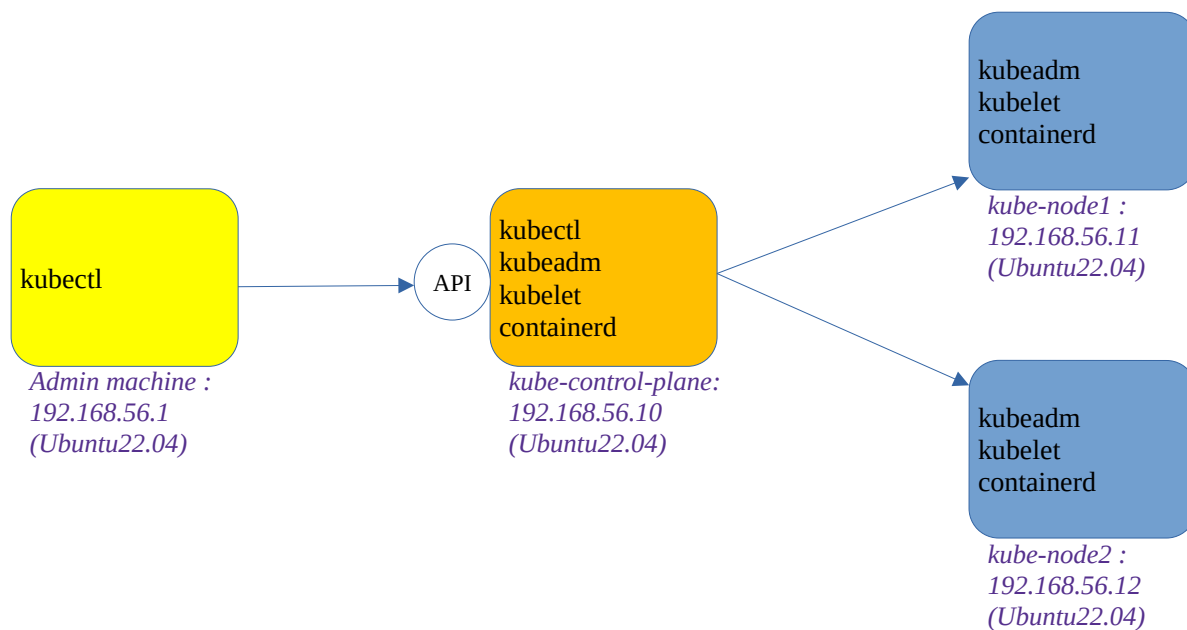 kubectl
Admin machine :
192.168.56.1
(Ubuntu22.04)
API
kubectl
kubeadm
kubelet
containerd
kube-control-plane:
192.168.56.10
(Ubuntu22.04)
kubeadm
kubelet
containerd
kube-node1 :
192.168.56.11
(Ubuntu22.04)
kubeadm
kubelet
containerd
kube-node2 :
192.168.56.12
(Ubuntu22.04)